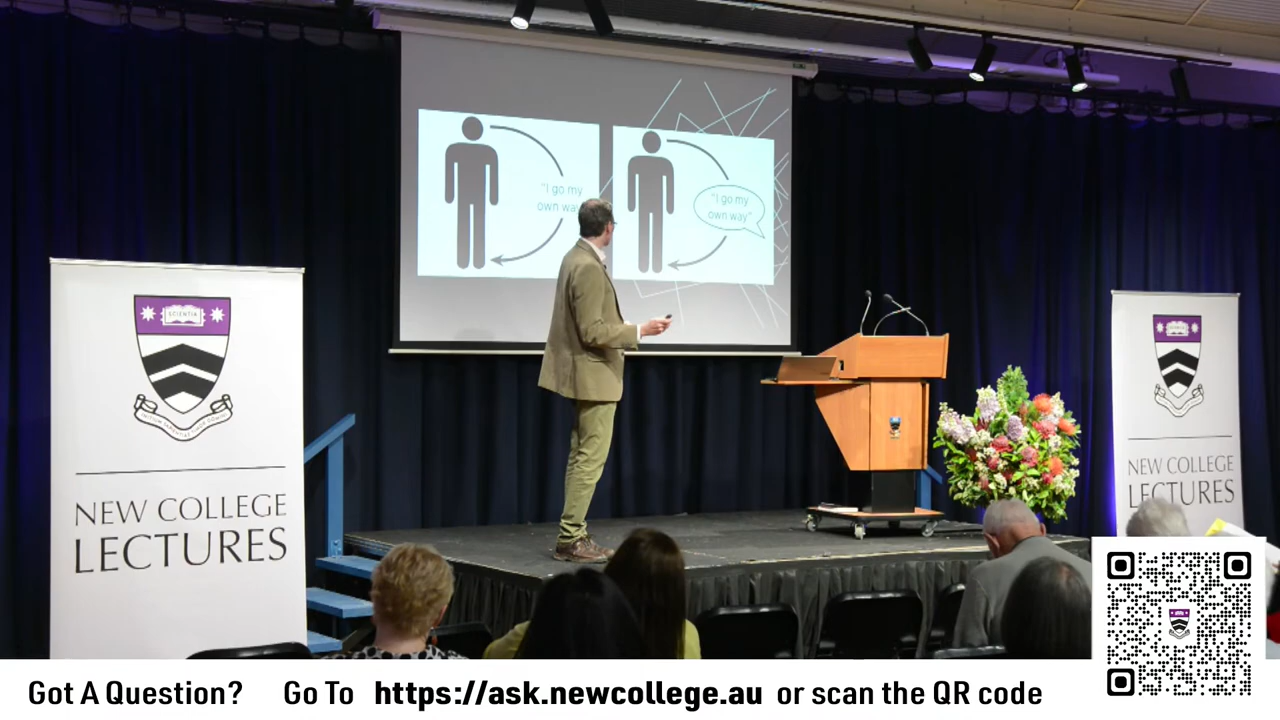 "I go my
own way"
"I go my
own way"
SCIENTIA
NEW COLLEGE
LECTURES
SCIENTIA
NEW COLLEGE
LECTURES
Got A Question? Go To https://ask.newcollege.au or scan the QR code